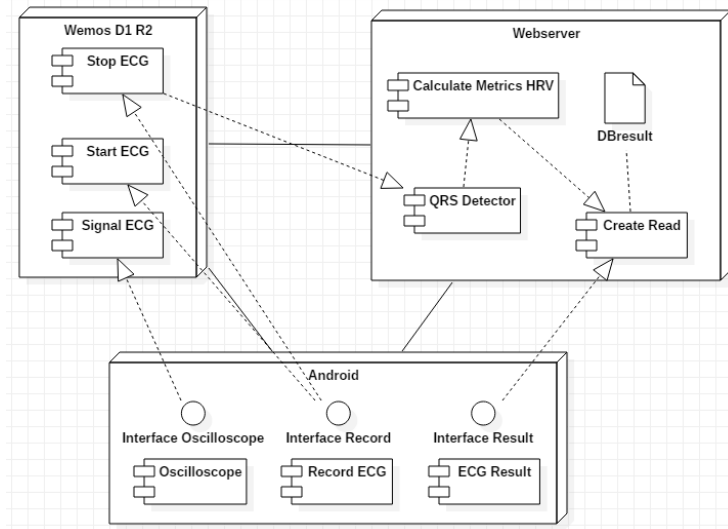 Wemos D1 R2
Stop ECG
Start ECG
Signal ECG
Webserver
Calculate Metrics HRV
DBresult
QRS Detector
Create Read
Android
Interface Oscilloscope
Interface Record
Interface Result
Oscilloscope
Record ECG
ECG Result